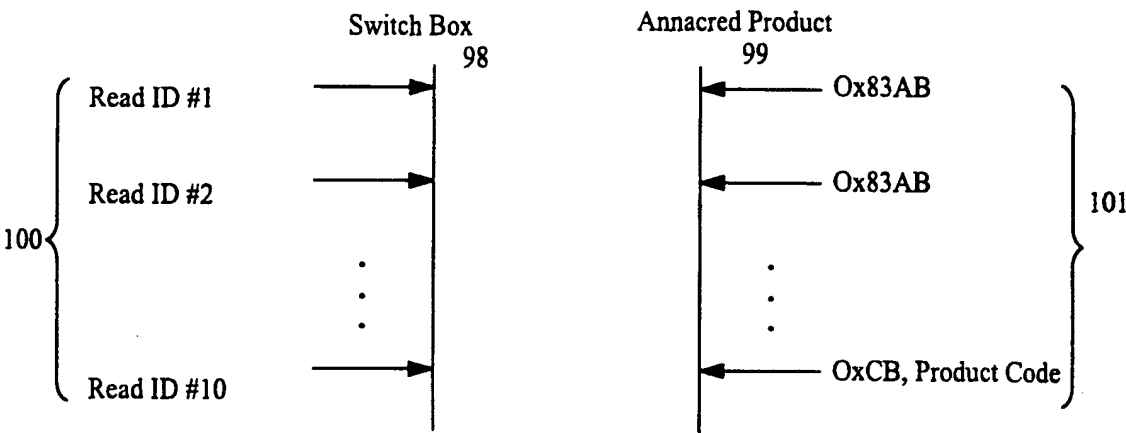 Switch Box
98
Annacred Product
99
Read ID #1
Ox83AB
Read ID #2
Ox83AB
100
101
Read ID #10
OxCB, Product Code